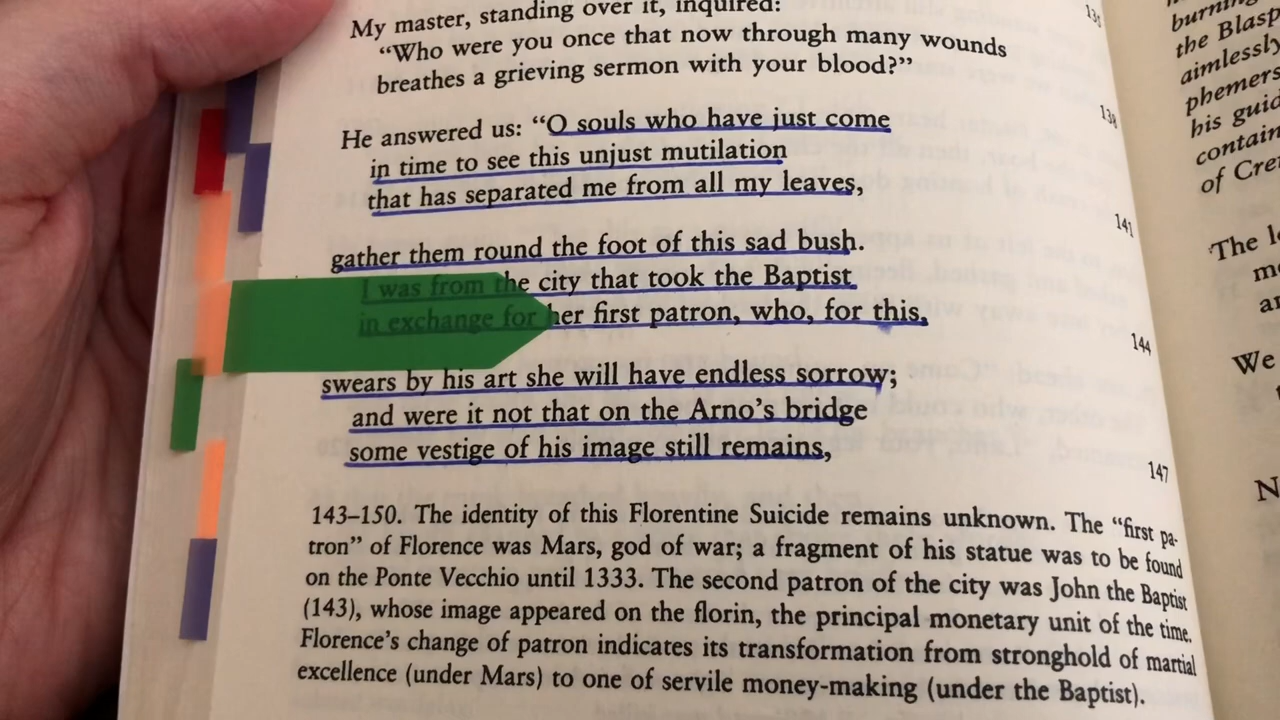 My master, standing over it, inquired:
"Who were you once that now through many wounds
breathes a grieving sermon with your blood?"
He answered us: "O souls who have just come
138
in time to see this unjust mutilation
that has separated me from all my leaves,
141
gather them round the foot of this sad bush.
I was from the city that took the Baptist
in exchange for her first patron, who, for this,
144
swears by his art she will have endless sorrow;
and were it not that on the Arno's bridge
some vestige of his image still remains,
147
143–150. The identity of this Florentine Suicide remains unknown. The "first pa-
tron" of Florence was Mars, god of war; a fragment of his statue was to be found
on the Ponte Vecchio until 1333. The second patron of the city was John the Baptist
(143), whose image appeared on the florin, the principal monetary unit of the time.
Florence's change of patron indicates its transformation from stronghold of martial
excellence (under Mars) to one of servile money-making (under the Baptist).
burning
the Blasp
aimlessly
phemers
his guid
contain
of Cre
The l
We
N